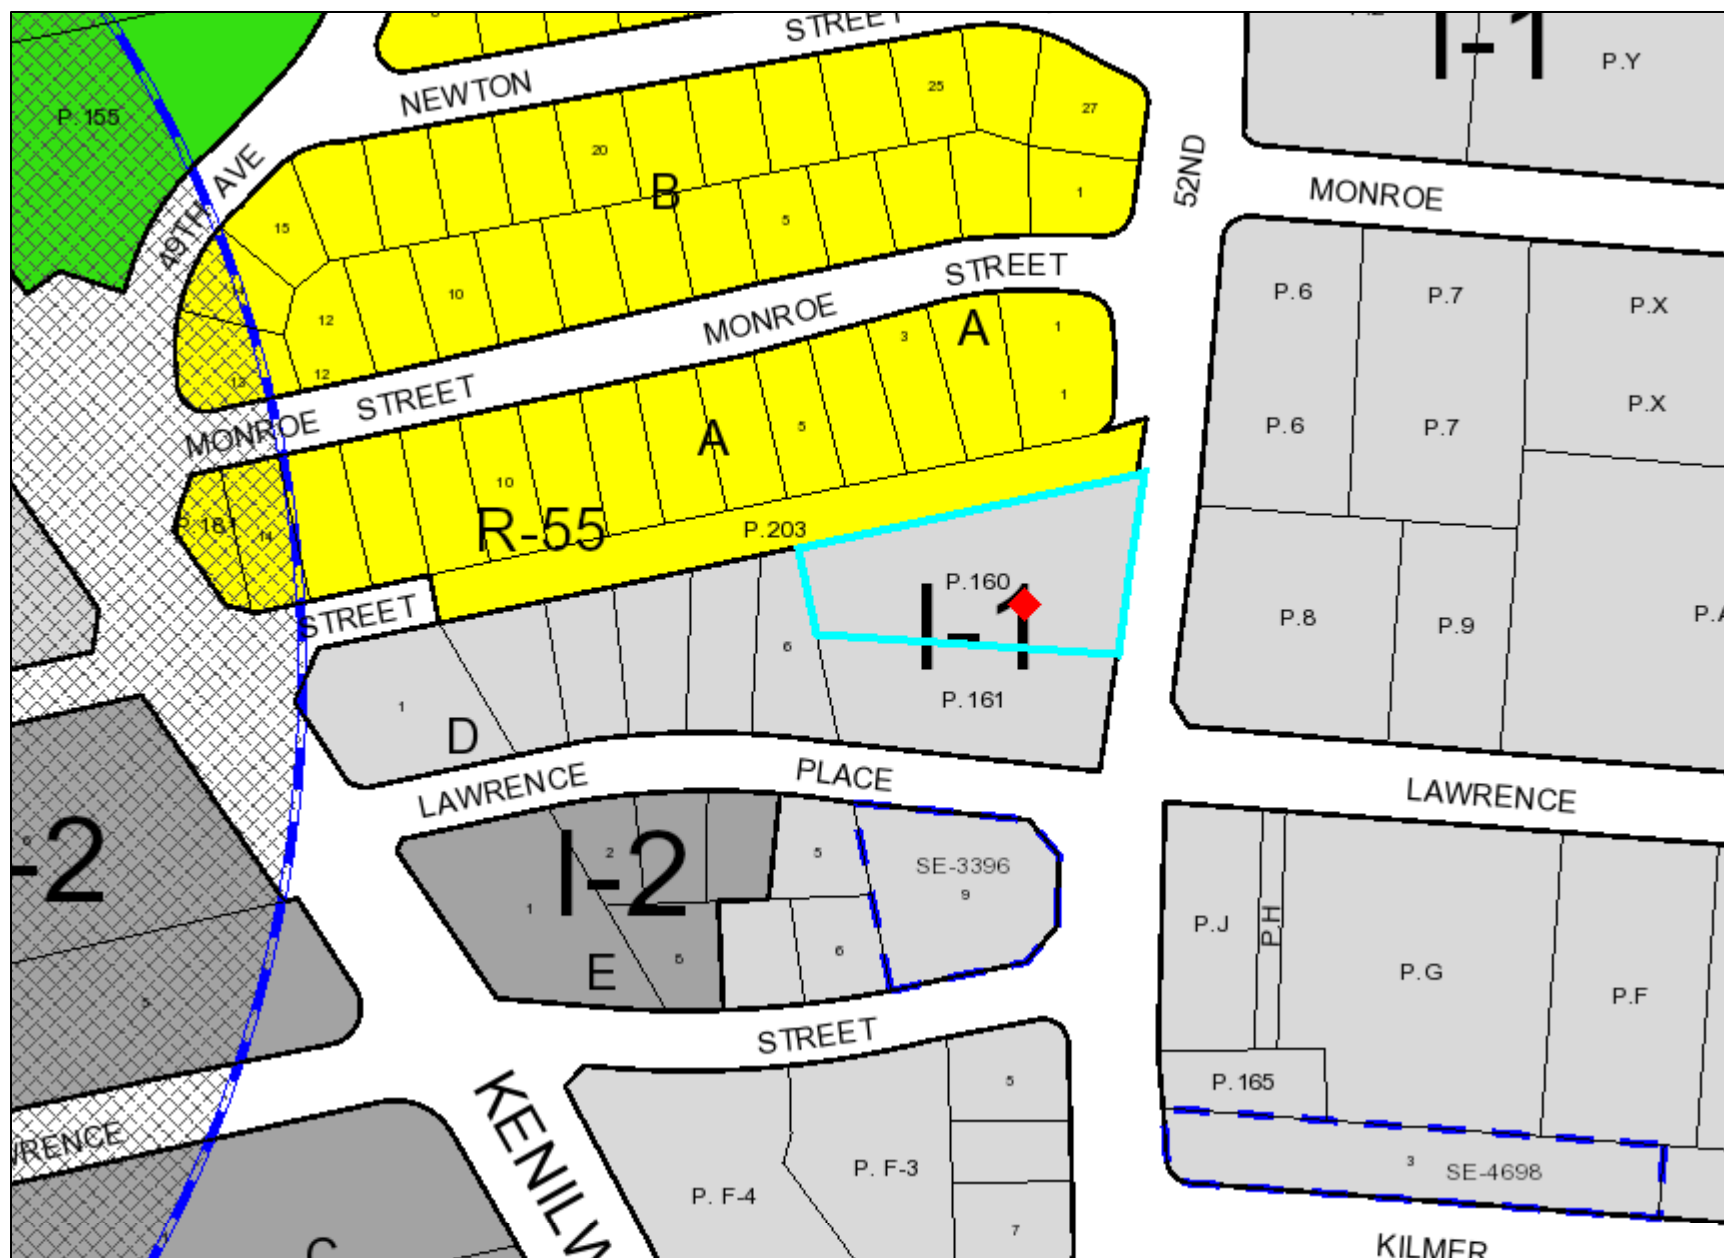 STREET
I-1
P.Y
NEWTON
P. 155
25
27
20
49TH AVE
B
52ND
MONROE
1
15
5
STREET
10
12
P.6
P.7
P.X
MONROE
A
1
3
12
13
STREET
1
P.X
MONROE
A
5
P.6
P.7
10
P. 181
14
R-55
P.203
P.160
I-1
STREET
P.8
P.9
6
1
P. 161
D
LAWRENCE
PLACE
LAWRENCE
-2
I-2
2
5
SE-3396
9
1
P.J
P.H
E
6
P.G
P.F
5
STREET
5
P. 165
KENILW
P. F-3
3
SE-4698
P. F-4
7
C
KILMER